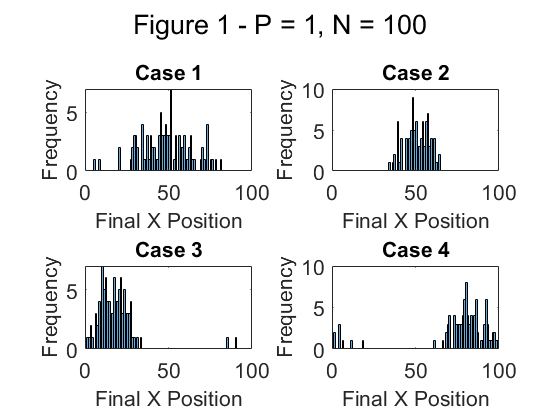 Figure 1 - P = 1, N = 100
Case 1
Case 2
Frequency
5
0
0 50 100
Final X Position
Frequency
10
5
0
0 50 100
Final X Position
Case 3
Case 4
Frequency
5
0
0 50 100
Final X Position
Frequency
10
5
0
0 50 100
Final X Position